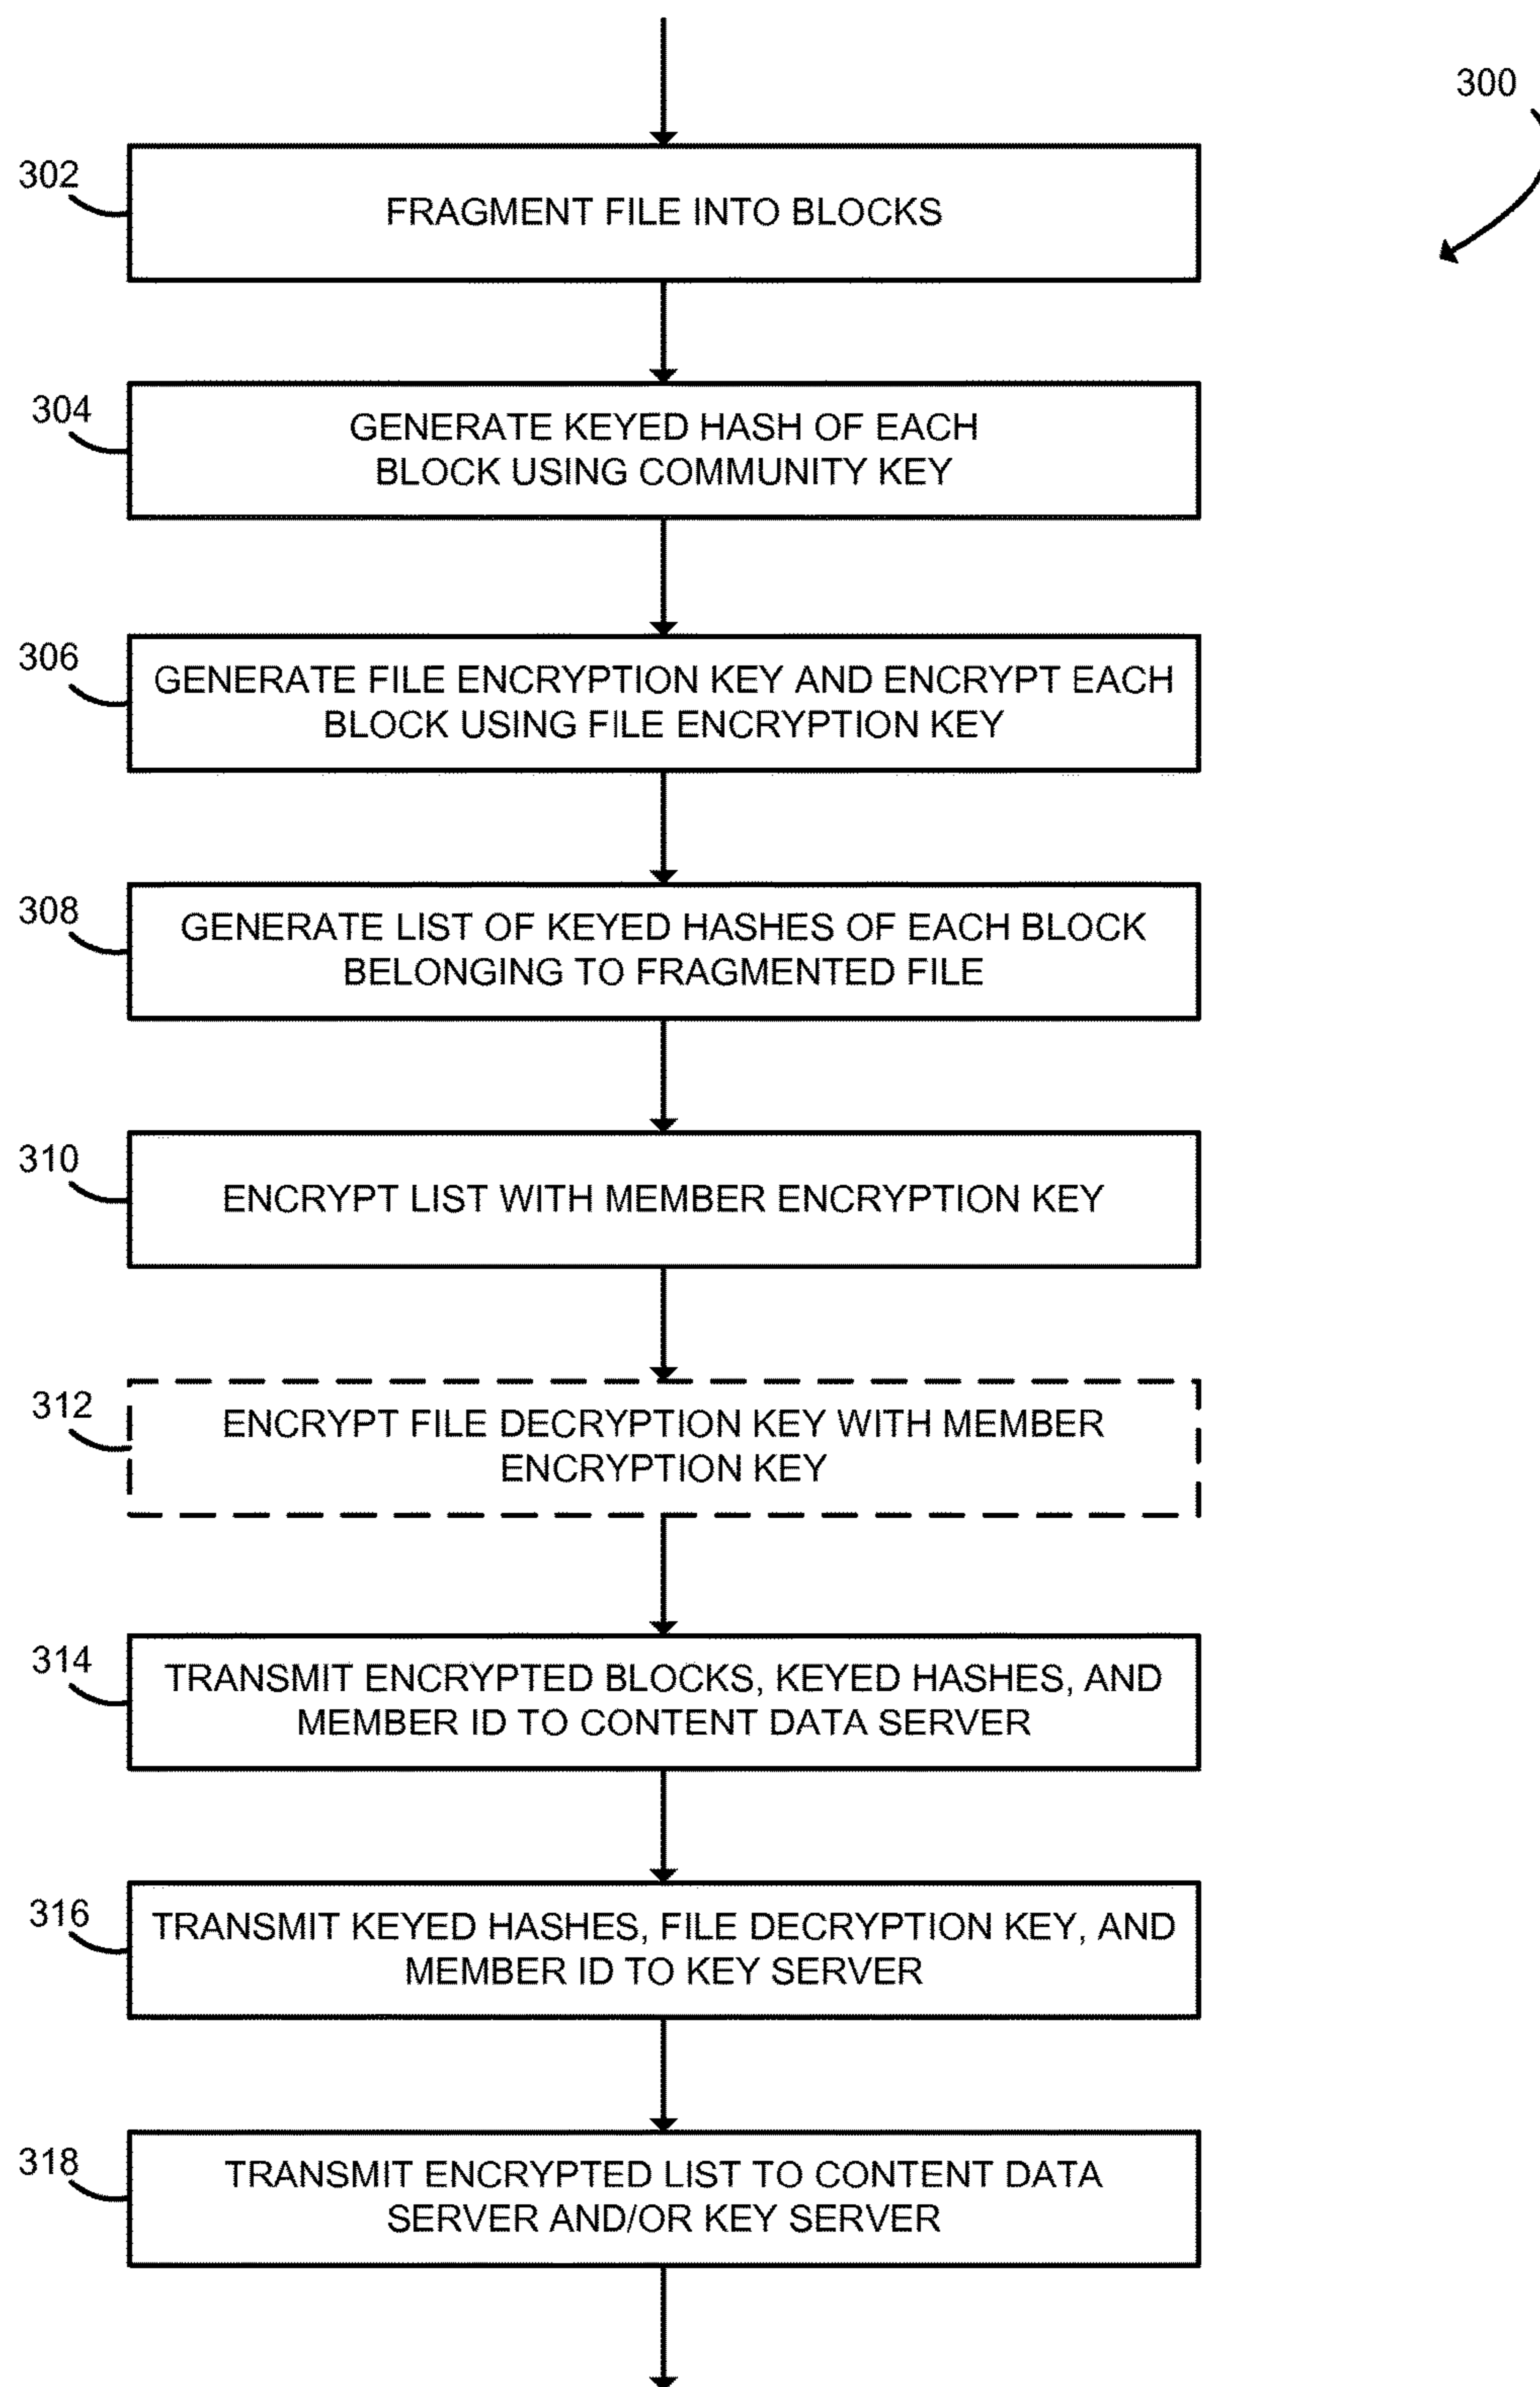 300
302
FRAGMENT FILE INTO BLOCKS
304
GENERATE KEYED HASH OF EACH
BLOCK USING COMMUNITY KEY
306
GENERATE FILE ENCRYPTION KEY AND ENCRYPT EACH
BLOCK USING FILE ENCRYPTION KEY
308
GENERATE LIST OF KEYED HASHES OF EACH BLOCK
BELONGING TO FRAGMENTED FILE
310
ENCRYPT LIST WITH MEMBER ENCRYPTION KEY
312
ENCRYPT FILE DECRYPTION KEY WITH MEMBER
ENCRYPTION KEY
314
TRANSMIT ENCRYPTED BLOCKS, KEYED HASHES, AND
MEMBER ID TO CONTENT DATA SERVER
316
TRANSMIT KEYED HASHES, FILE DECRYPTION KEY, AND
MEMBER ID TO KEY SERVER
318
TRANSMIT ENCRYPTED LIST TO CONTENT DATA
SERVER AND/OR KEY SERVER